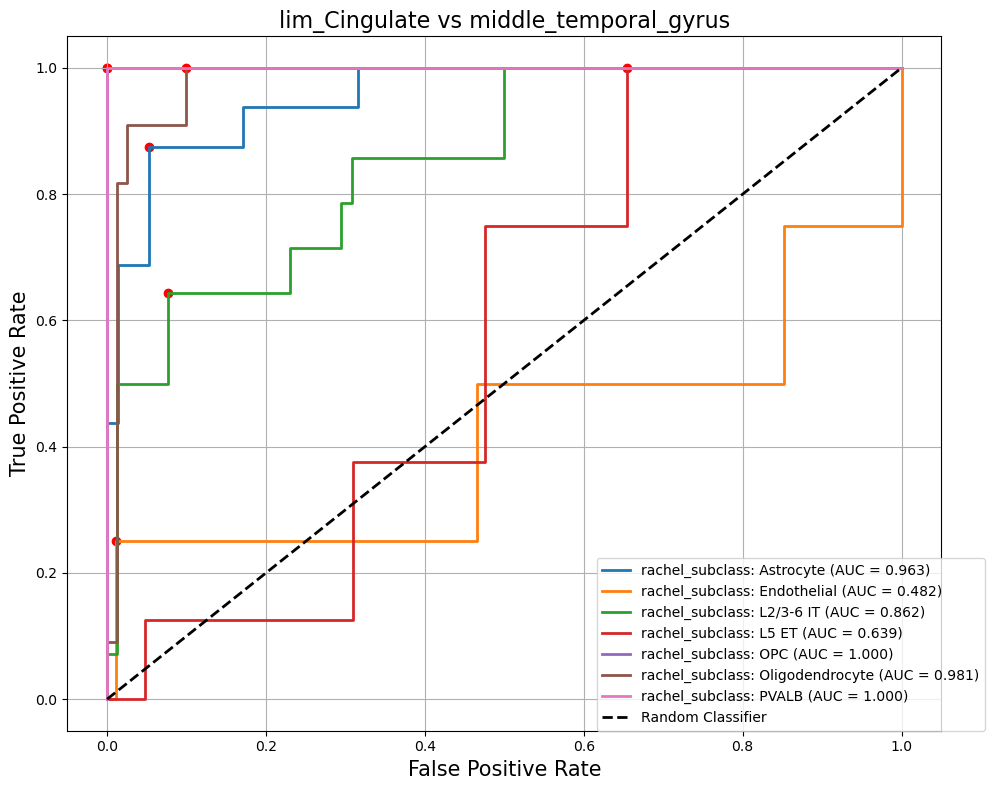 lim_Cingulate vs middle_temporal_gyrus
True Positive Rate
1.0
0.8
0.6
0.4
0.2
0.0
rachel_subclass: Astrocyte (AUC = 0.963)
rachel_subclass: Endothelial (AUC = 0.482)
rachel_subclass: L2/3-6 IT (AUC = 0.862)
rachel_subclass: L5 ET (AUC = 0.639)
rachel_subclass: OPC (AUC = 1.000)
rachel_subclass: Oligodendrocyte (AUC = 0.981)
rachel_subclass: PVALB (AUC = 1.000)
Random Classifier
0.0 0.2 0.4 0.6 0.8 1.0
False Positive Rate